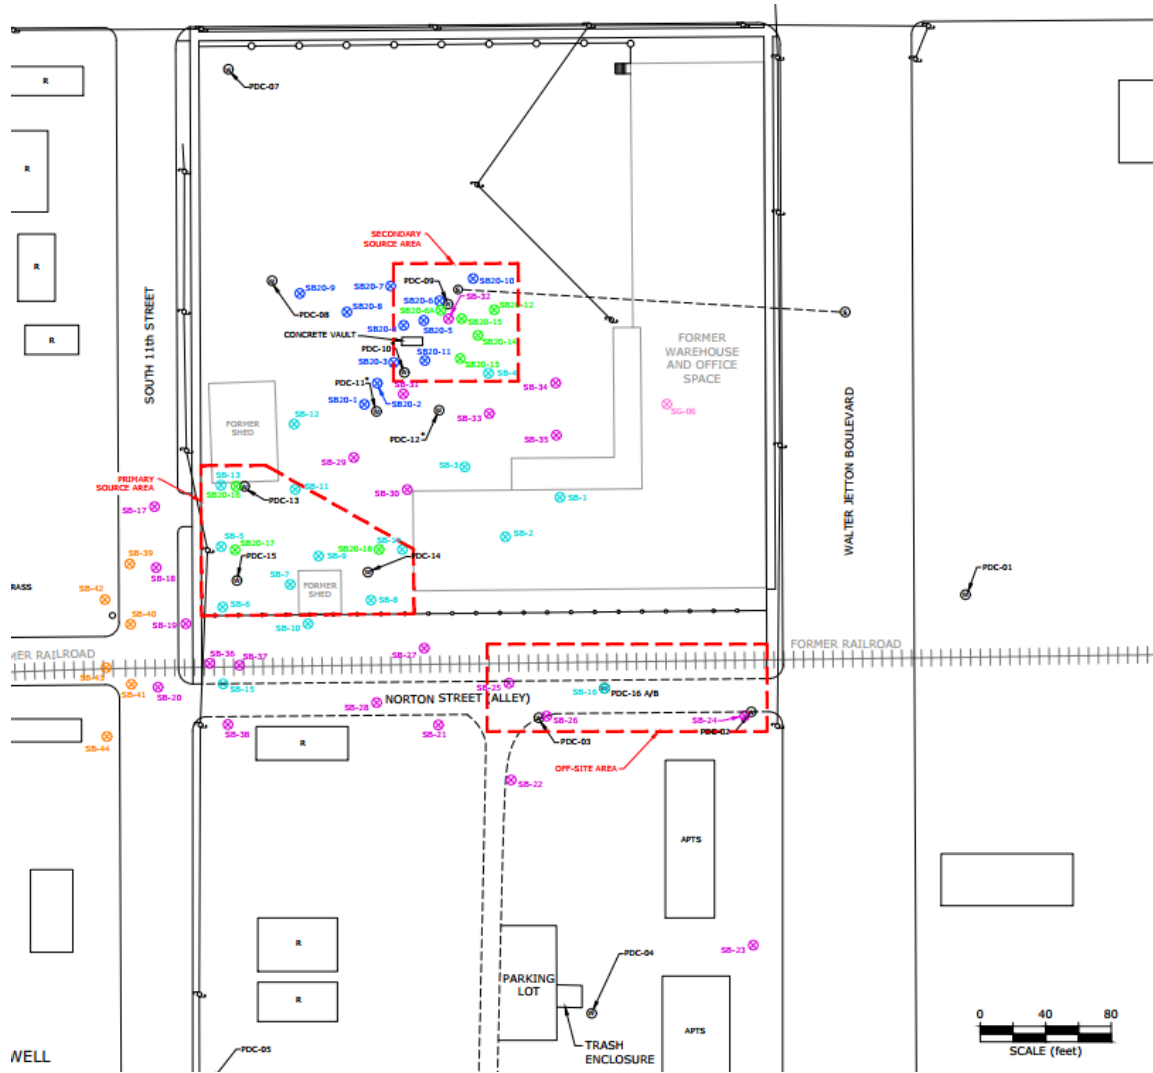 R
PDC-07
R
SOUTH 11th STREET
SECONDARY
SOURCE AREA
R
SB20-7
SB20-10
PDC-09
SB20-9
SB20-6
SB-32
SB20-12
SB20-6A
SB20-8
PDC-08
SB20-15
SB20-5
R
CONCRETE VAULT
SB20-14
FORMER
WAREHOUSE
AND OFFICE
SPACE
PDC-10
SB20-3
SB20-11
SB20-13
SB-4
PDC-11*
SB-31
SB-34
SB20-1
SB20-2
SG-06
SB-12
SB-33
FORMER
SHED
PDC-12*
SB-35
SB-29
SB-3
PRIMARY
SOURCE AREA
SB-13
SB20-16
SB-11
PDC-13
SB-30
SB-1
SB-17
WALTER JETTON BOULEVARD
SB-2
SB-5
SB20-17
SB20-18
SB-39
PDC-15
SB-9
PDC-14
SB-18
PDC-01
SB-7
FORMER
SHED
RASS
SB-42
SB-6
SB-8
SB-40
SB-19
SB-10
MER RAILROAD
FORMER RAILROAD
SB-36
SB-37
SB-27
SB-43
SB-41
SB-20
SB-15
SB-25
SB-16
PDC-16 A/B
NORTON STREET (ALLEY)
SB-28
SB-38
SB-21
SB-26
SB-24
PDC-02
PDC-03
R
SB-44
OFF-SITE AREA
SB-22
APTS
R
SB-23
PDC-04
PARKING
LOT
R
APTS
0 40 80
SCALE (feet)
TRASH
ENCLOSURE
WELL
PDC-05